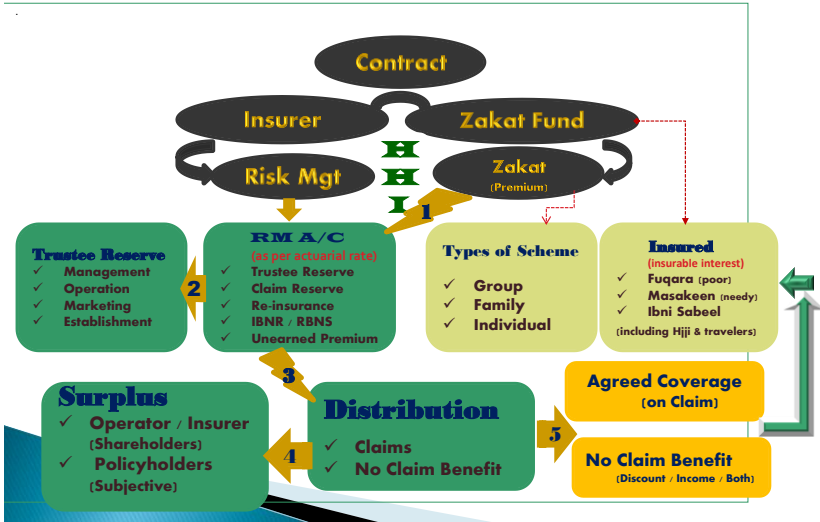 Contract
Insurer
Zakat Fund
Risk Mgt
Zakat
(Premium)
H
H
I
1
Trustee Reserve
✓ Management
✓ Operation
✓ Marketing
✓ Establishment
2
RM A/C
(as per actuarial rate)
✓ Trustee Reserve
✓ Claim Reserve
✓ Re-insurance
✓ IBNR / RBNS
✓ Unearned Premium
Types of Scheme
✓ Group
✓ Family
✓ Individual
Insured
(insurable interest)
✓ Fuqara (poor)
✓ Masakeen (needy)
✓ Ibni Sabeel
(including Hjji & travelers)
3
Surplus
✓ Operator / Insurer
(Shareholders)
✓ Policyholders
(Subjective)
4
Distribution
✓ Claims
✓ No Claim Benefit
5
Agreed Coverage
(on Claim)
No Claim Benefit
(Discount / Income / Both)